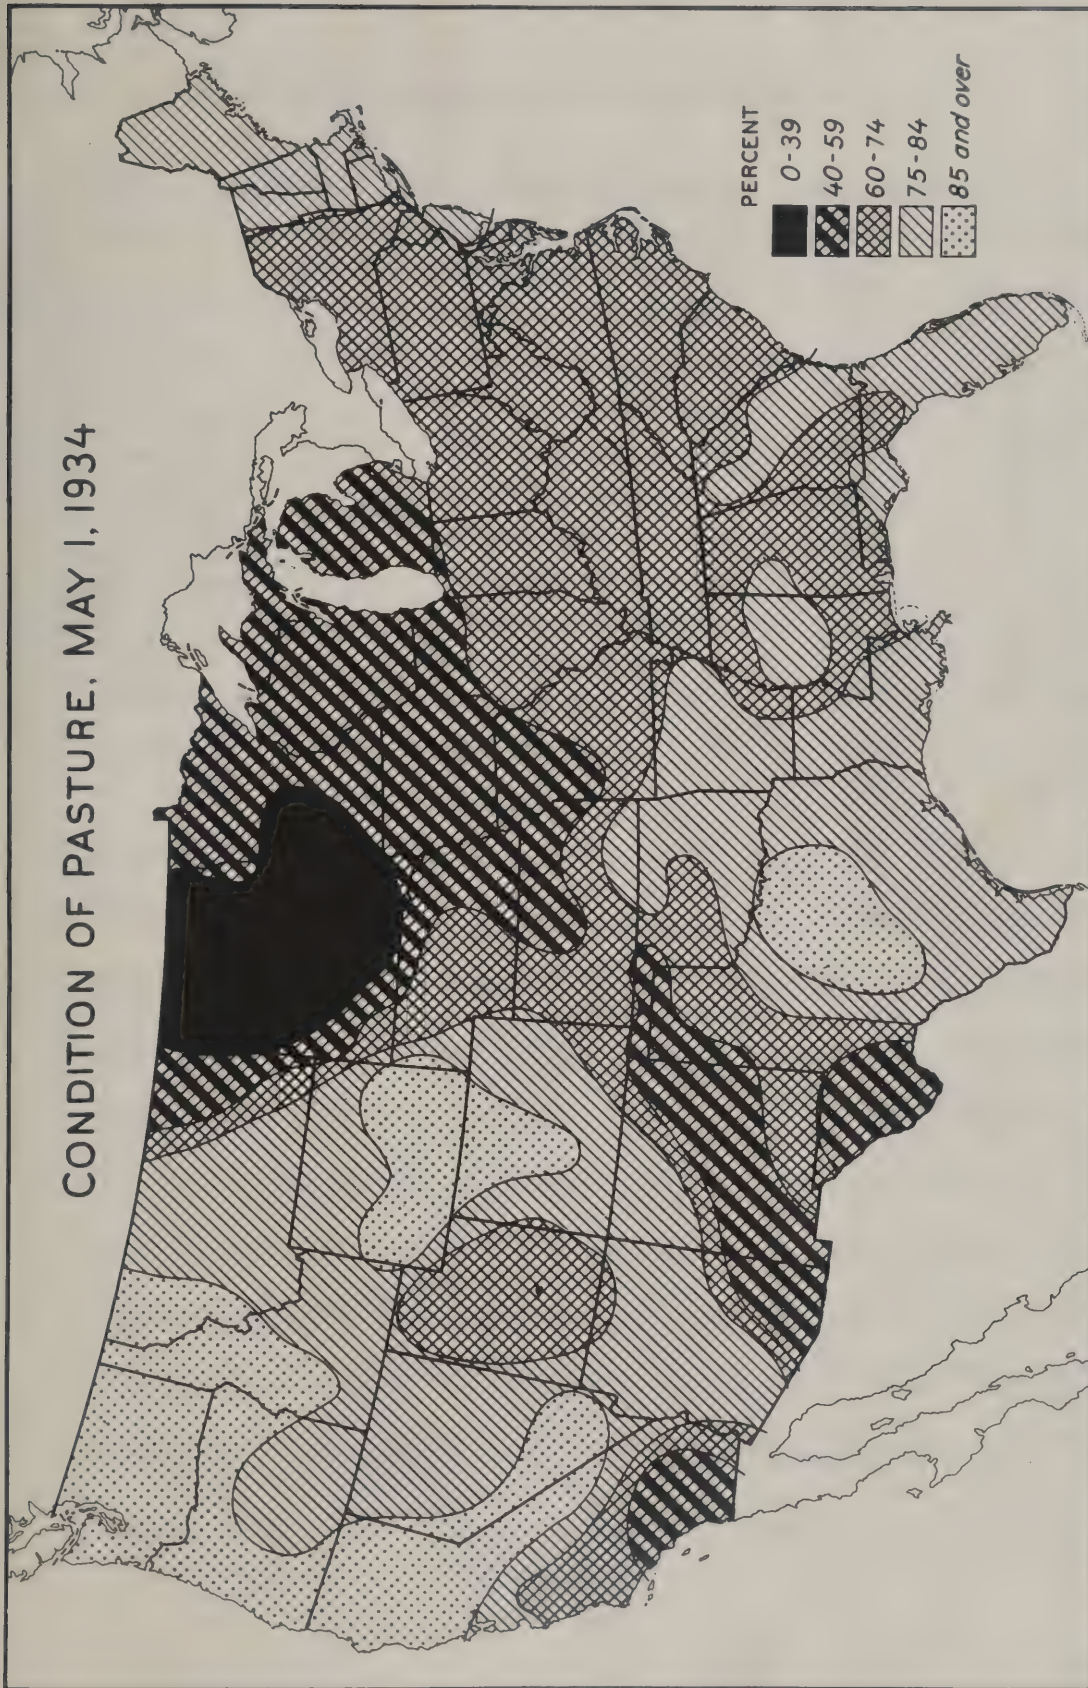 CONDITION OF PASTURE, MAY 1, 1934
PERCENT
0-39
40-59
60-74
75-84
85 and over